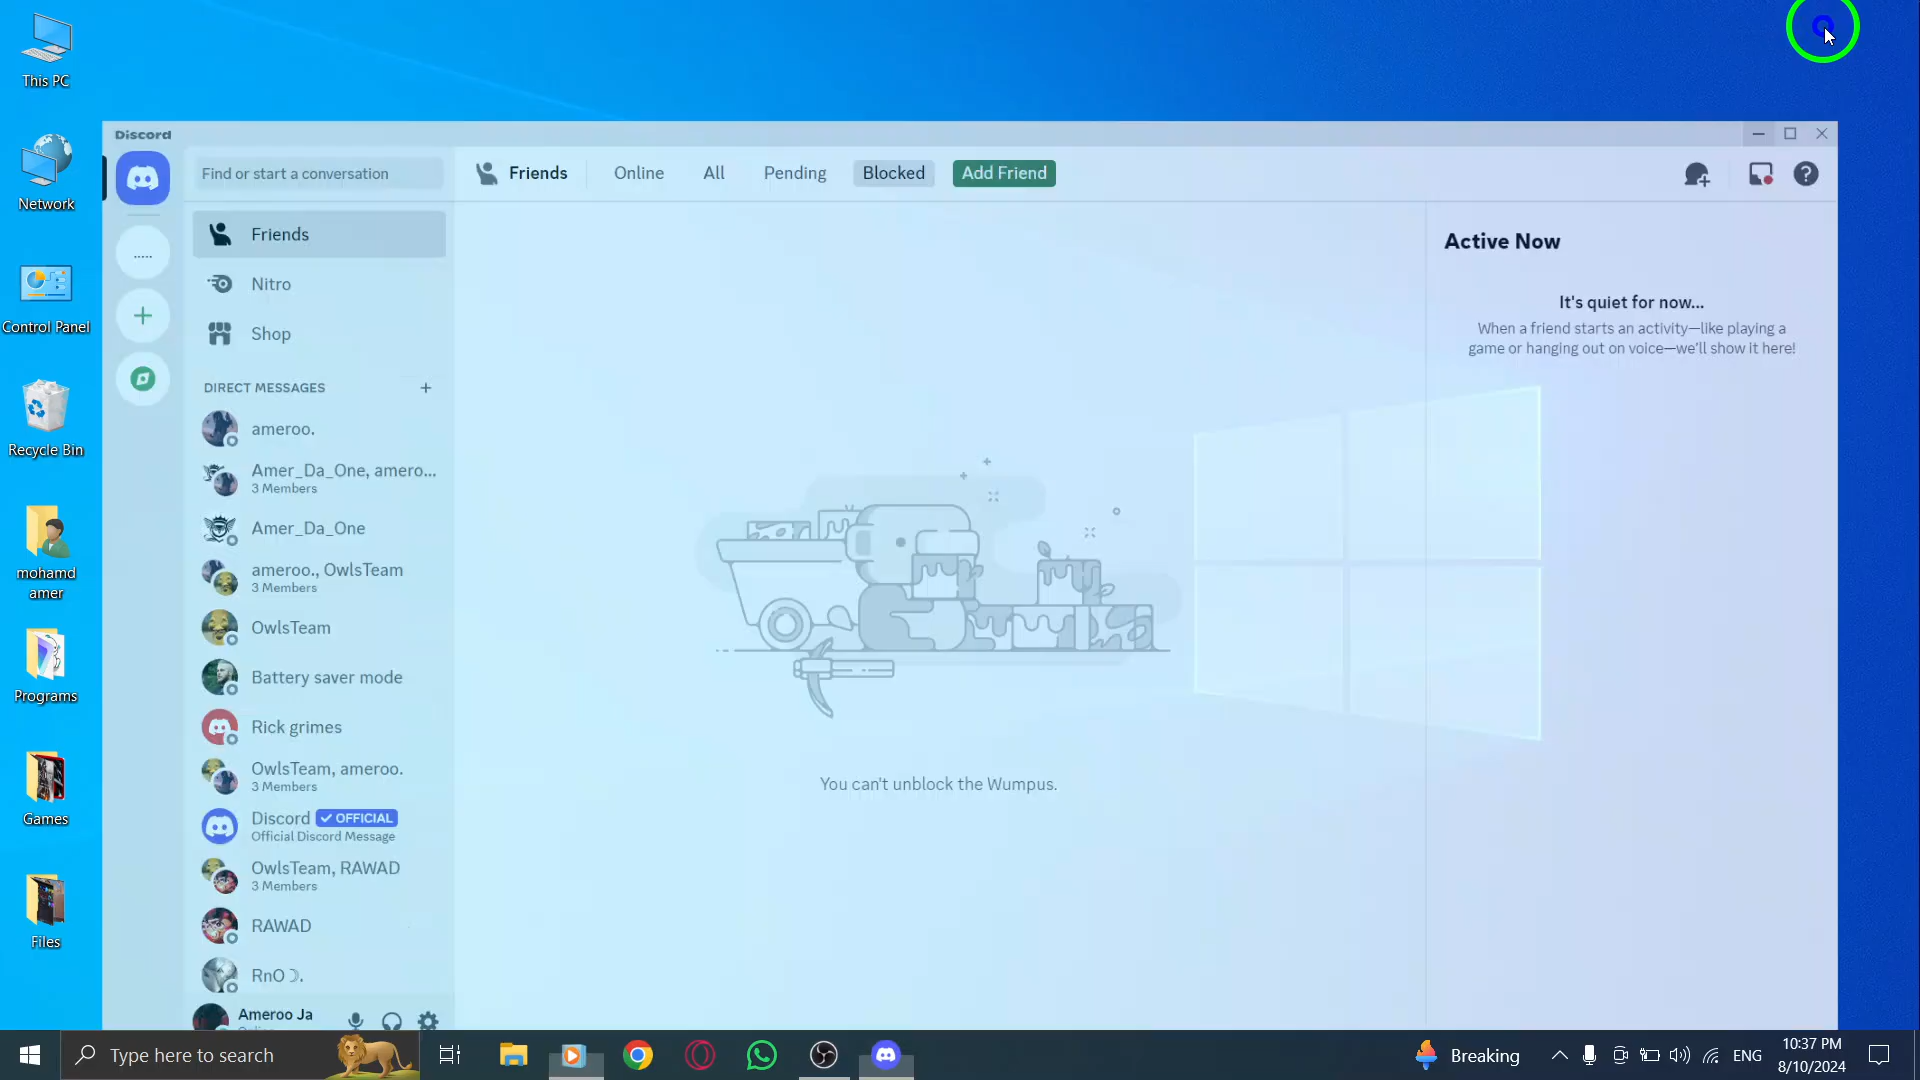 This PC
Network
Control Panel
Recycle Bin
mohamd
amer
Programs
Games
Files
Discord
.....
Find or start a conversation
Friends
Nitro
Shop
DIRECT MESSAGES
ameroo.
Amer_Da_One, amero...
3 Members
Amer_Da_One
ameroo., OwlsTeam
3 Members
OwlsTeam
Battery saver mode
Rick grimes
OwlsTeam, ameroo.
3 Members
Discord OFFICIAL
Official Discord Message
OwlsTeam, RAWAD
3 Members
RAWAD
RnO☽.
Ameroo Ja
Friends Online All Pending Blocked Add Friend
You can't unblock the Wumpus.
Active Now
It's quiet for now...
When a friend starts an activity—like playing a
game or hanging out on voice—we'll show it here!
Type here to search
Breaking
ENG
10:37 PM
8/10/2024